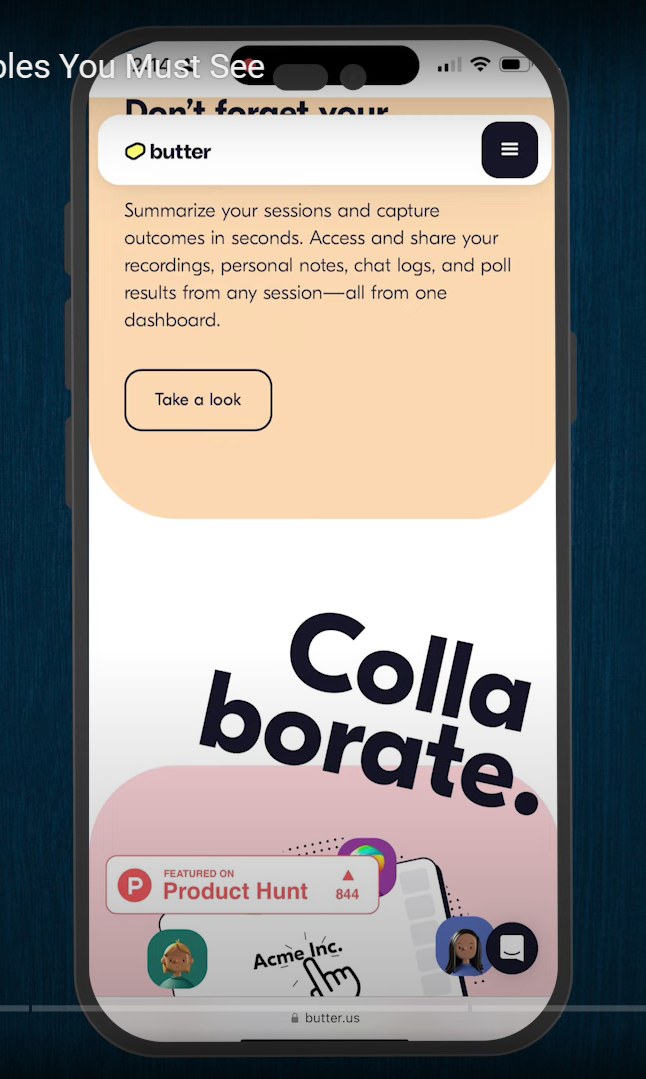 ples You Must See
Don't forget your
butter
Summarize your sessions and capture
outcomes in seconds. Access and share your
recordings, personal notes, chat logs, and poll
results from any session—all from one
dashboard.
Take a look
Colla
borate.
FEATURED ON
Product Hunt
844
Acme Inc.
butter.us